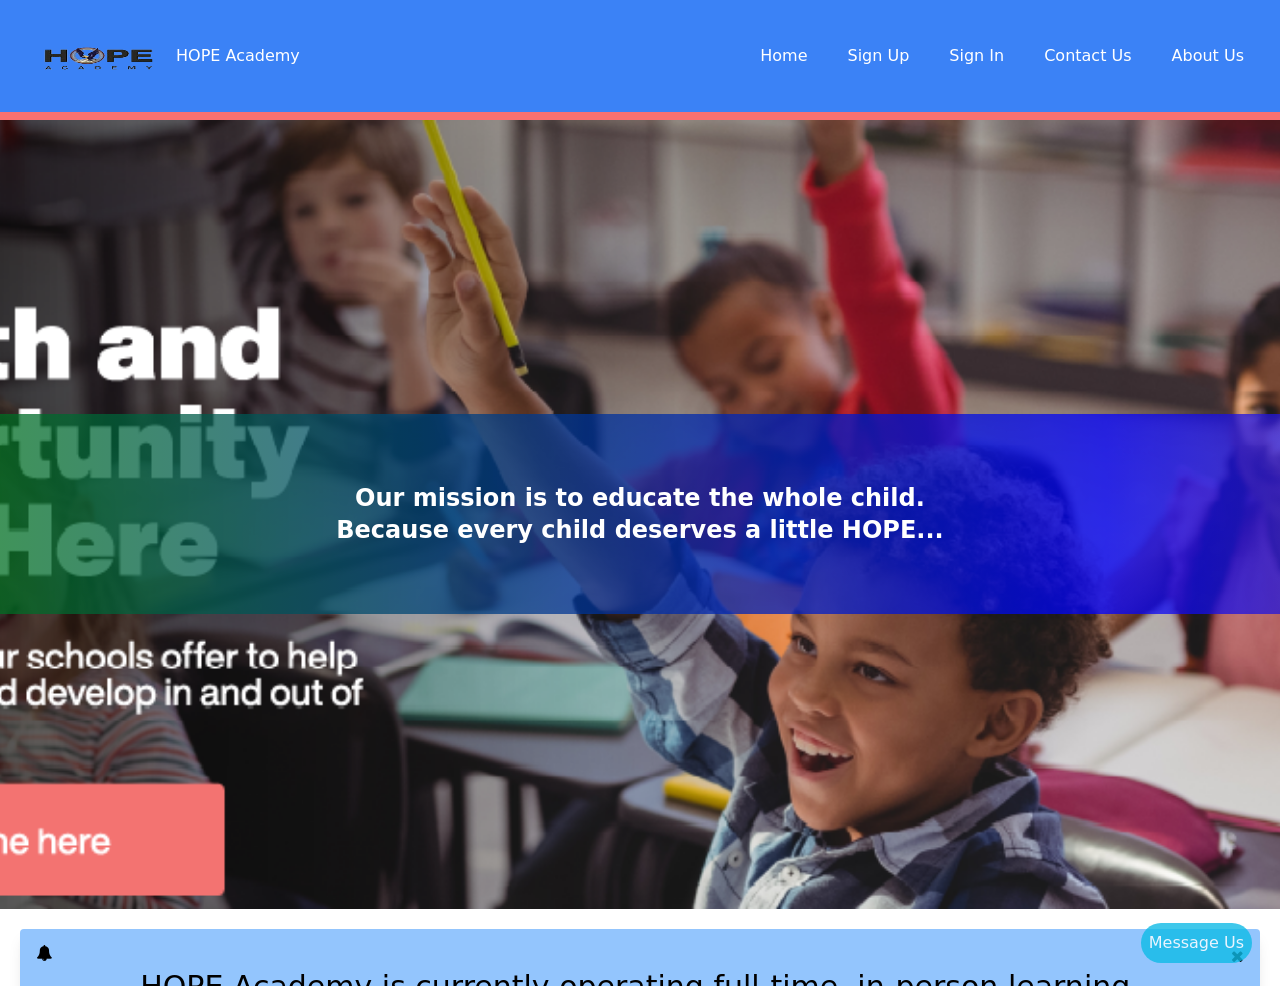 HOPE
ACADEMY
HOPE Academy
Home
Sign Up
Sign In
Contact Us
About Us
th and
rtunity
Here
Our mission is to educate the whole child.
Because every child deserves a little HOPE...
ur schools offer to help
d develop in and out of
ne here
Message Us
HOPE Academy is currently operating full-time, in-person learning